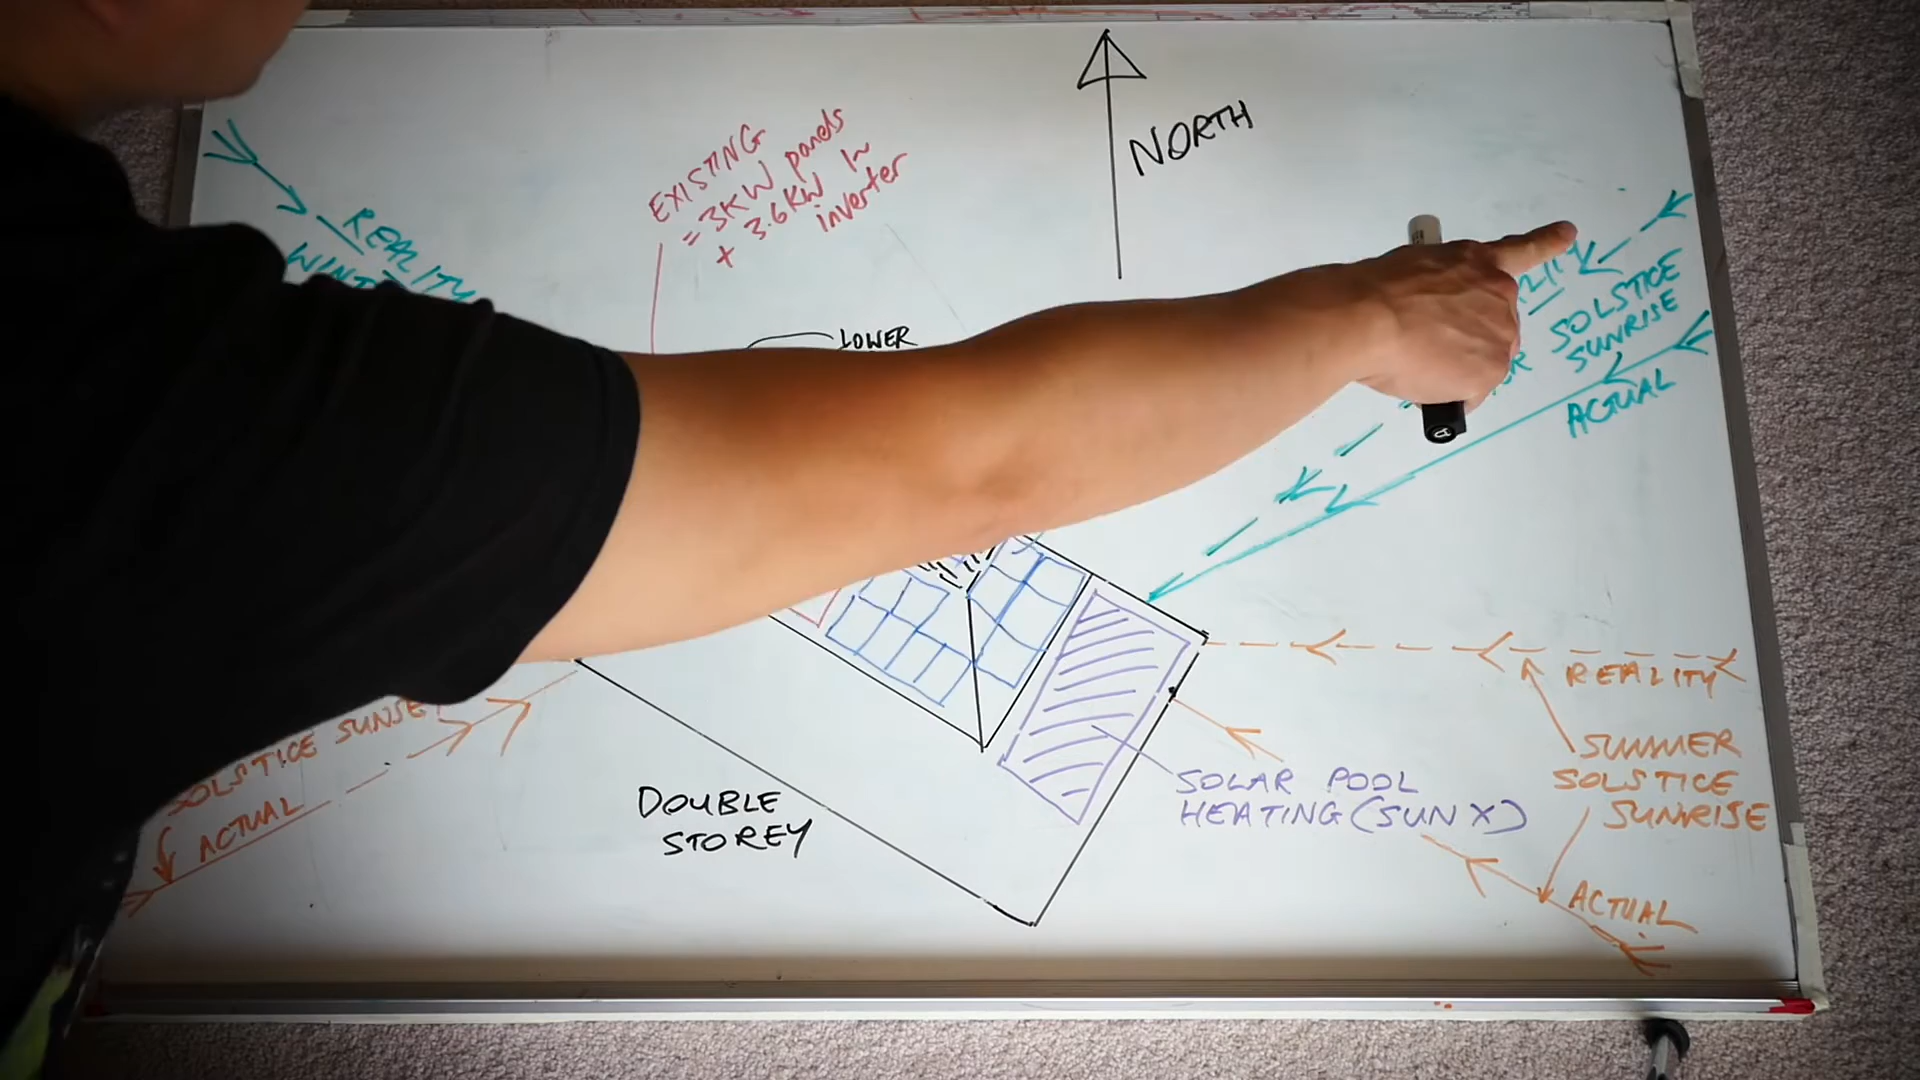 NORTH
EXISTING
= 3KW panels
+ 3.6KW
inverter
REALITY
LOWER
SOLSTICE
SUNRISE
ACTUAL
REALITY
SUMMER
SOLSTICE
SUNRISE
ACTUAL
SOLAR POOL
HEATING (SUN X)
DOUBLE
STOREY
SOLSTICE
ACTUAL